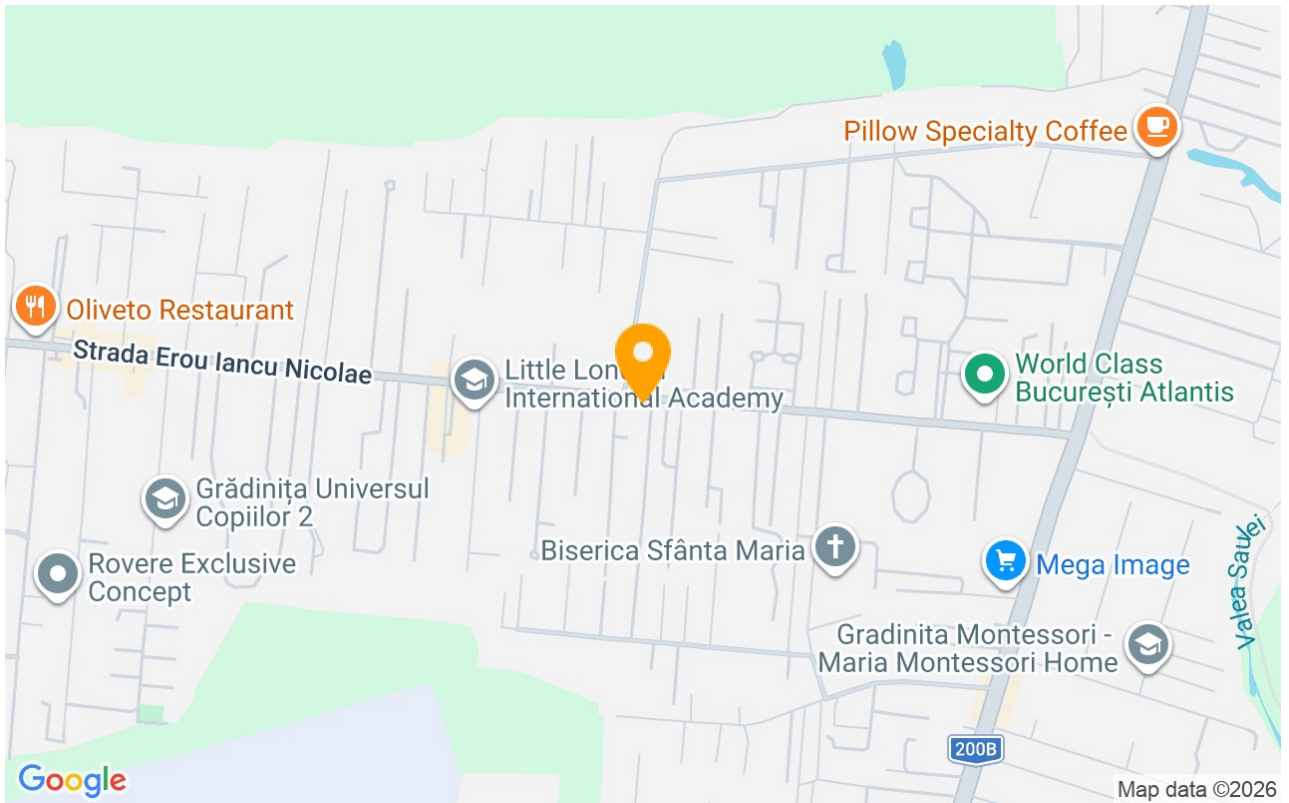 Pillow Specialty Coffee
Oliveto Restaurant
Strada Erou Iancu Nicolae
Little Lon
International Academy
World Class
București Atlantis
Grădinița Universul
Copiilor 2
Biserica Sfânta Maria
Rovere Exclusive
Concept
Mega Image
Valea Saulei
Gradinita Montessori -
Maria Montessori Home
200B
Google
Map data ©2026